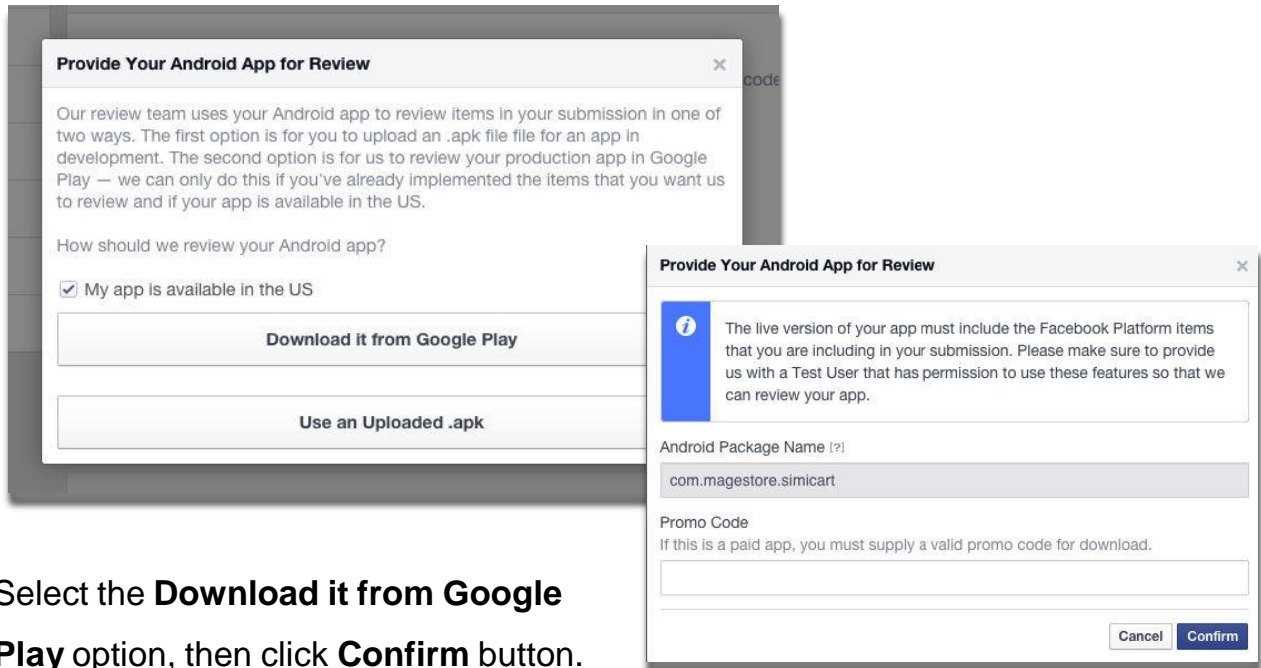 Provide Your Android App for Review
code
Our review team uses your Android app to review items in your submission in one of
two ways. The first option is for you to upload an .apk file file for an app in
development. The second option is for us to review your production app in Google
Play — we can only do this if you've already implemented the items that you want us
to review and if your app is available in the US.
How should we review your Android app?
My app is available in the US
Download it from Google Play
Use an Uploaded .apk
Provide Your Android App for Review
The live version of your app must include the Facebook Platform items
that you are including in your submission. Please make sure to provide
us with a Test User that has permission to use these features so that we
can review your app.
Android Package Name [?]
com.magestore.simicart
Promo Code
If this is a paid app, you must supply a valid promo code for download.
Cancel Confirm
Select the Download it from Google
Play option, then click Confirm button.